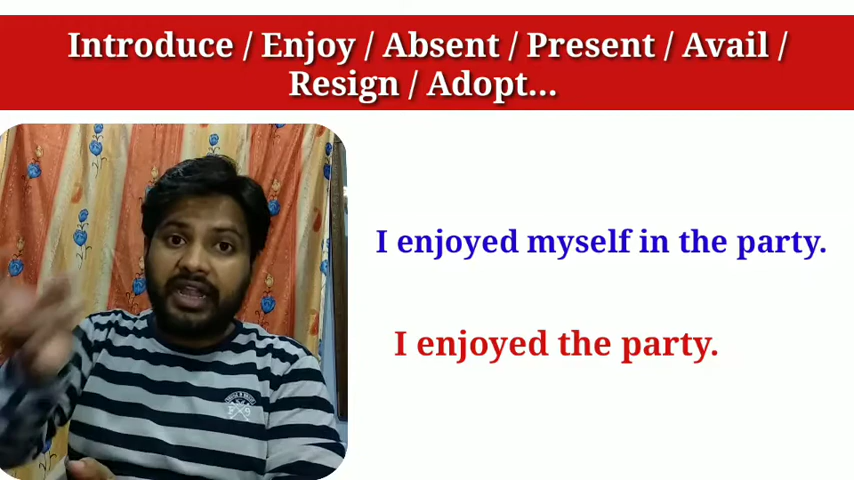 Introduce / Enjoy / Absent / Present / Avail /
Resign / Adopt...
I enjoyed myself in the party.
I enjoyed the party.